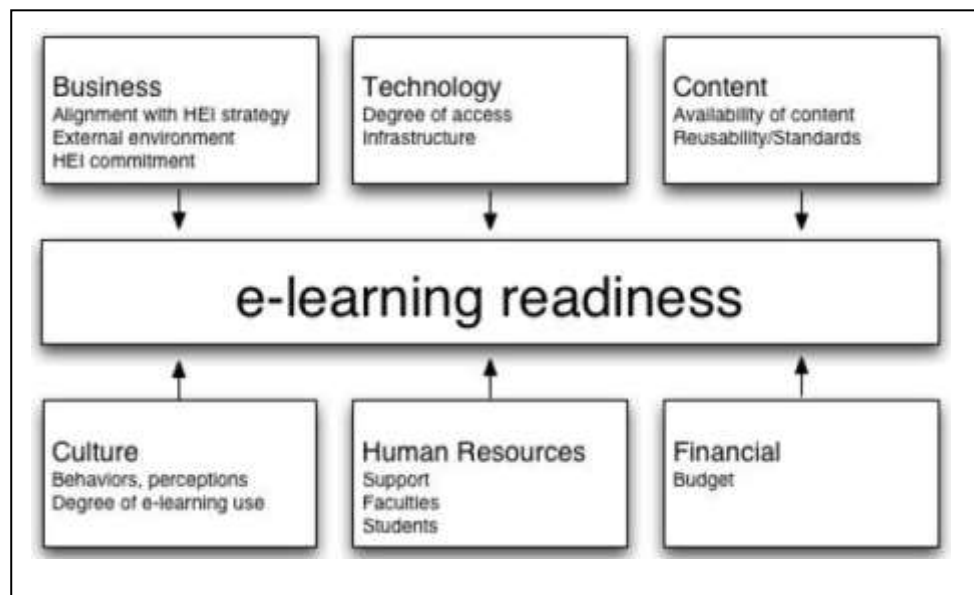 Business
Alignment with HEI strategy
External environment
HEI commitment
Technology
Degree of access
Infrastructure
Content
Availability of content
Reusability/Standards
e-learning readiness
Culture
Behaviors, perceptions
Degree of e-learning use
Human Resources
Support
Faculties
Students
Financial
Budget